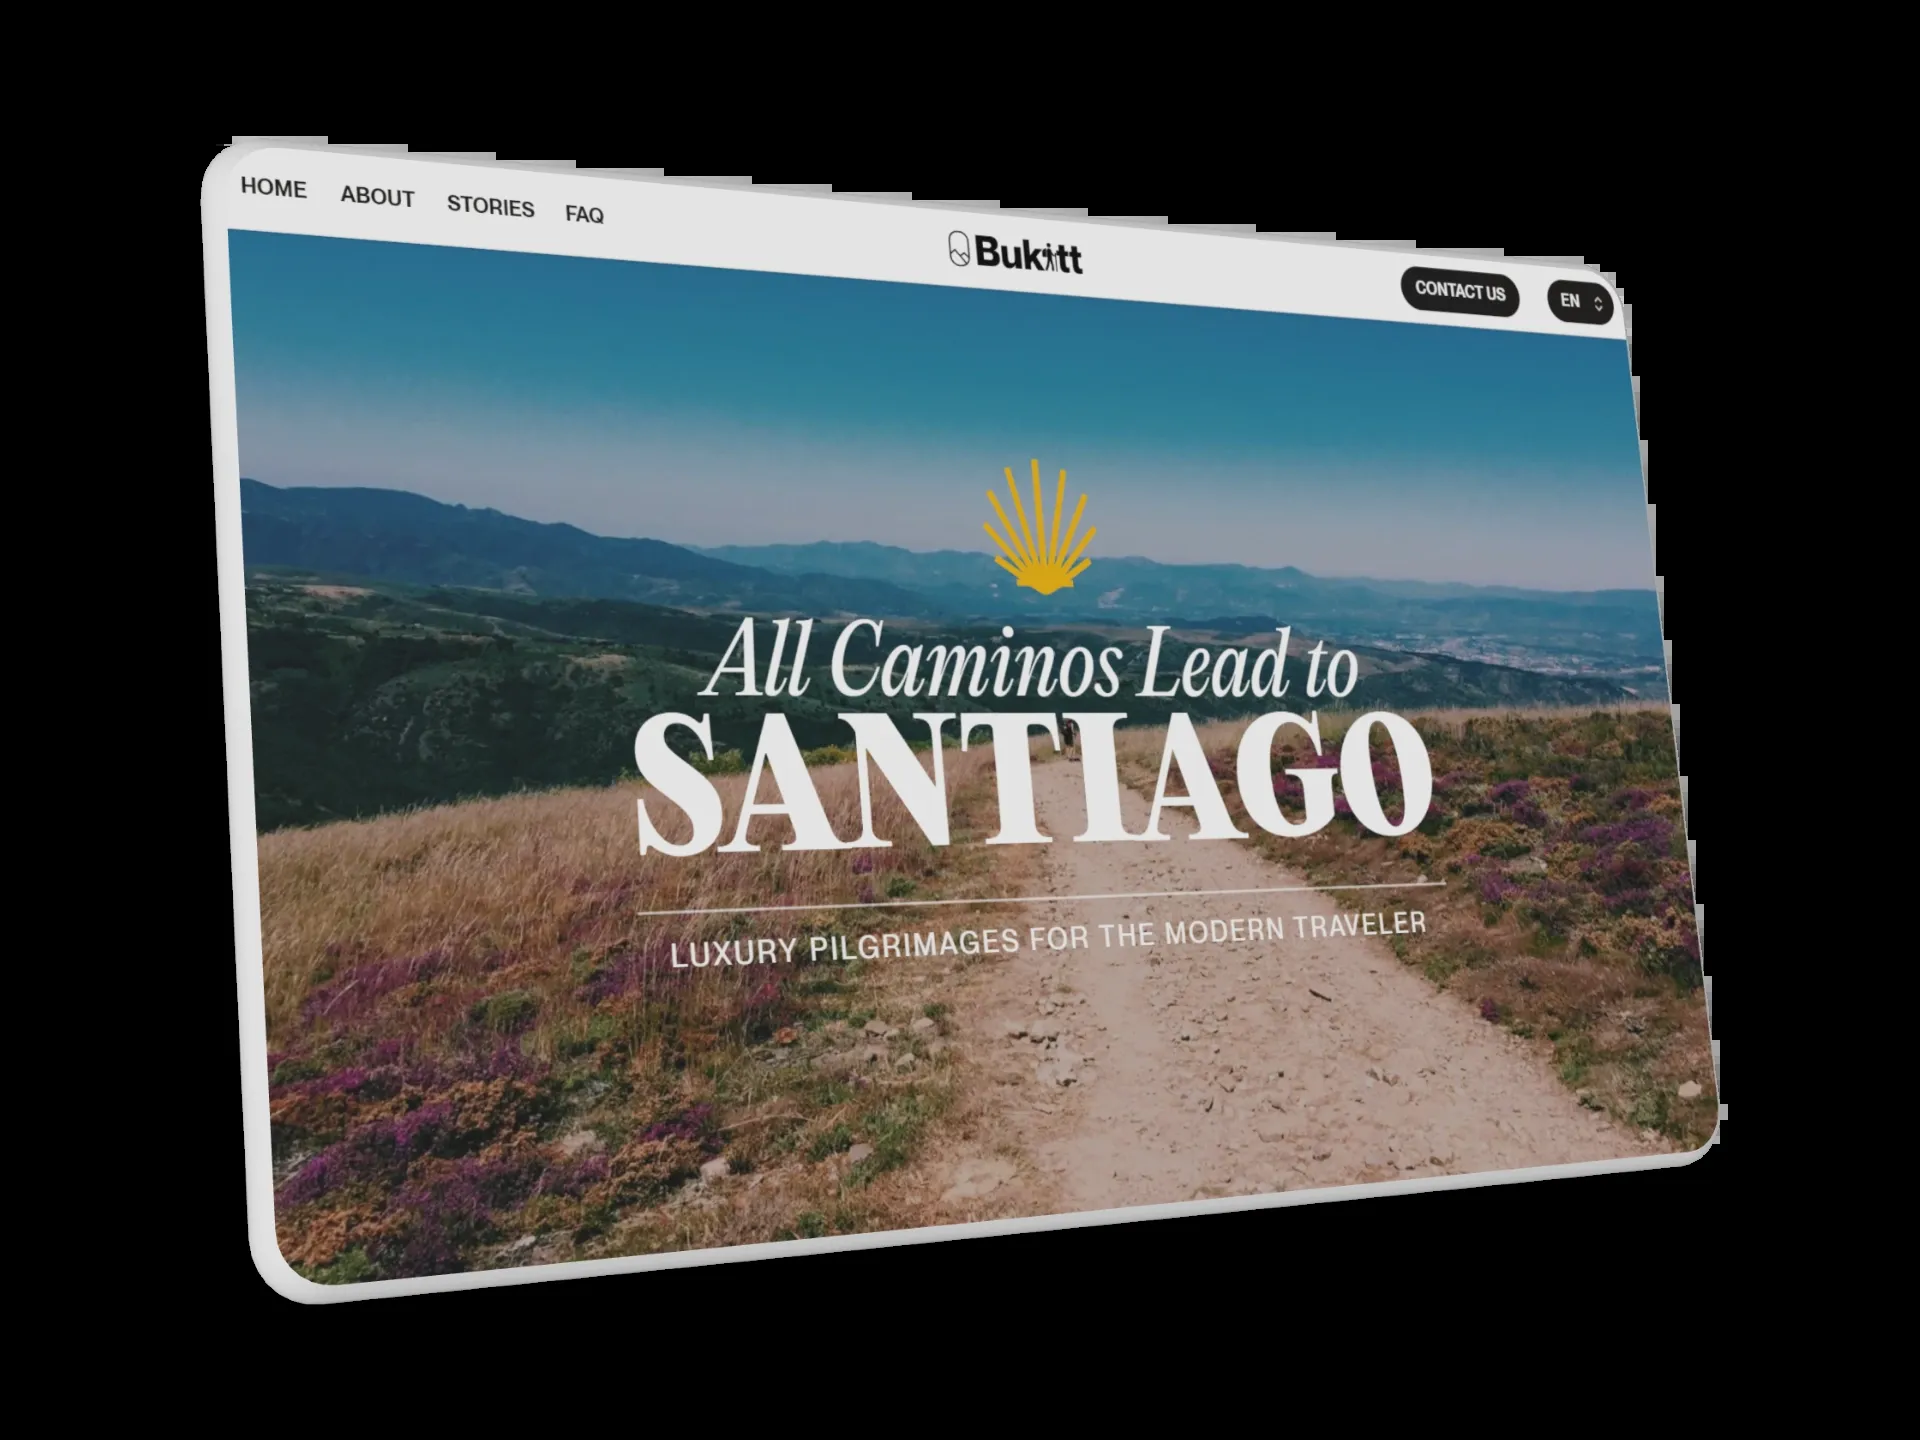 HOME ABOUT STORIES FAQ
Bukitt
CONTACT US
EN
All Caminos Lead to
SANTIAGO
LUXURY PILGRIMAGES FOR THE MODERN TRAVELER